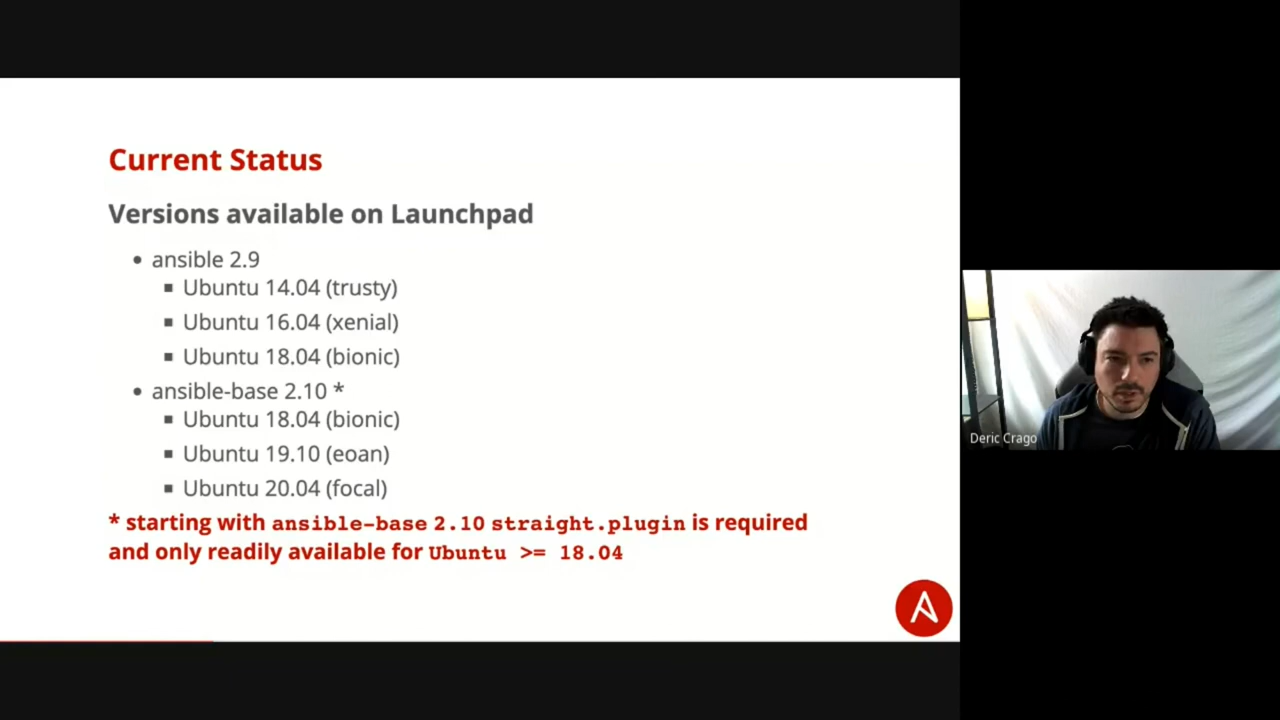 Current Status
Versions available on Launchpad
• ansible 2.9
▪ Ubuntu 14.04 (trusty)
▪ Ubuntu 16.04 (xenial)
▪ Ubuntu 18.04 (bionic)
• ansible-base 2.10 *
▪ Ubuntu 18.04 (bionic)
▪ Ubuntu 19.10 (eoan)
▪ Ubuntu 20.04 (focal)
* starting with ansible-base 2.10 straight.plugin is required
and only readily available for Ubuntu >= 18.04
Deric Crago